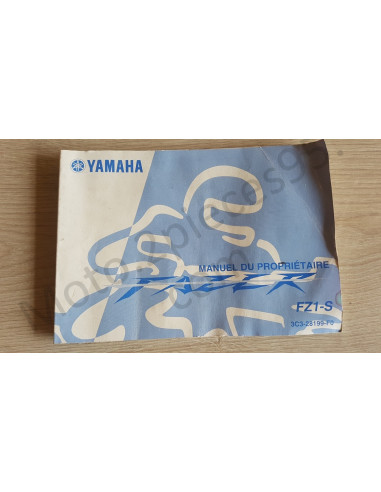 YAMAHA
MANUEL DU PROPRIÉTAIRE
FAZER
FZ1-S
3C3-28199-F0